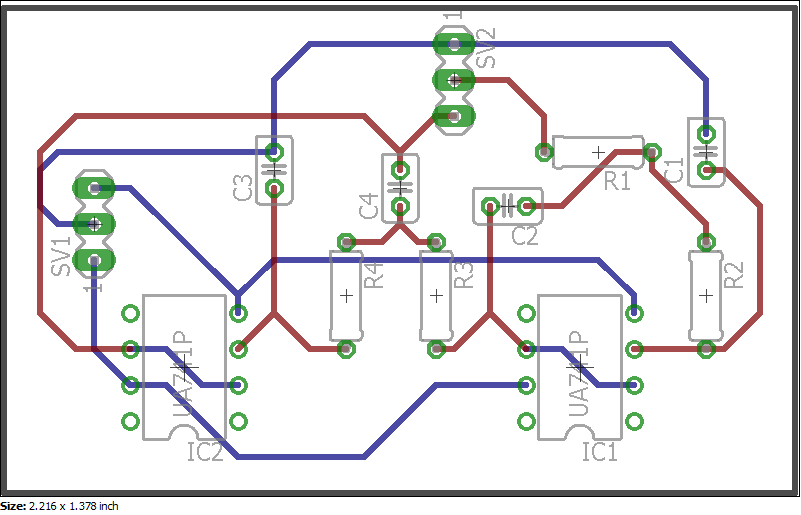 1
SV2
C3
C4
R1
C1
C2
SV1
1
R4
R3
R2
UA741P
UA741P
IC2
IC1
Size: 2.216 x 1.378 inch